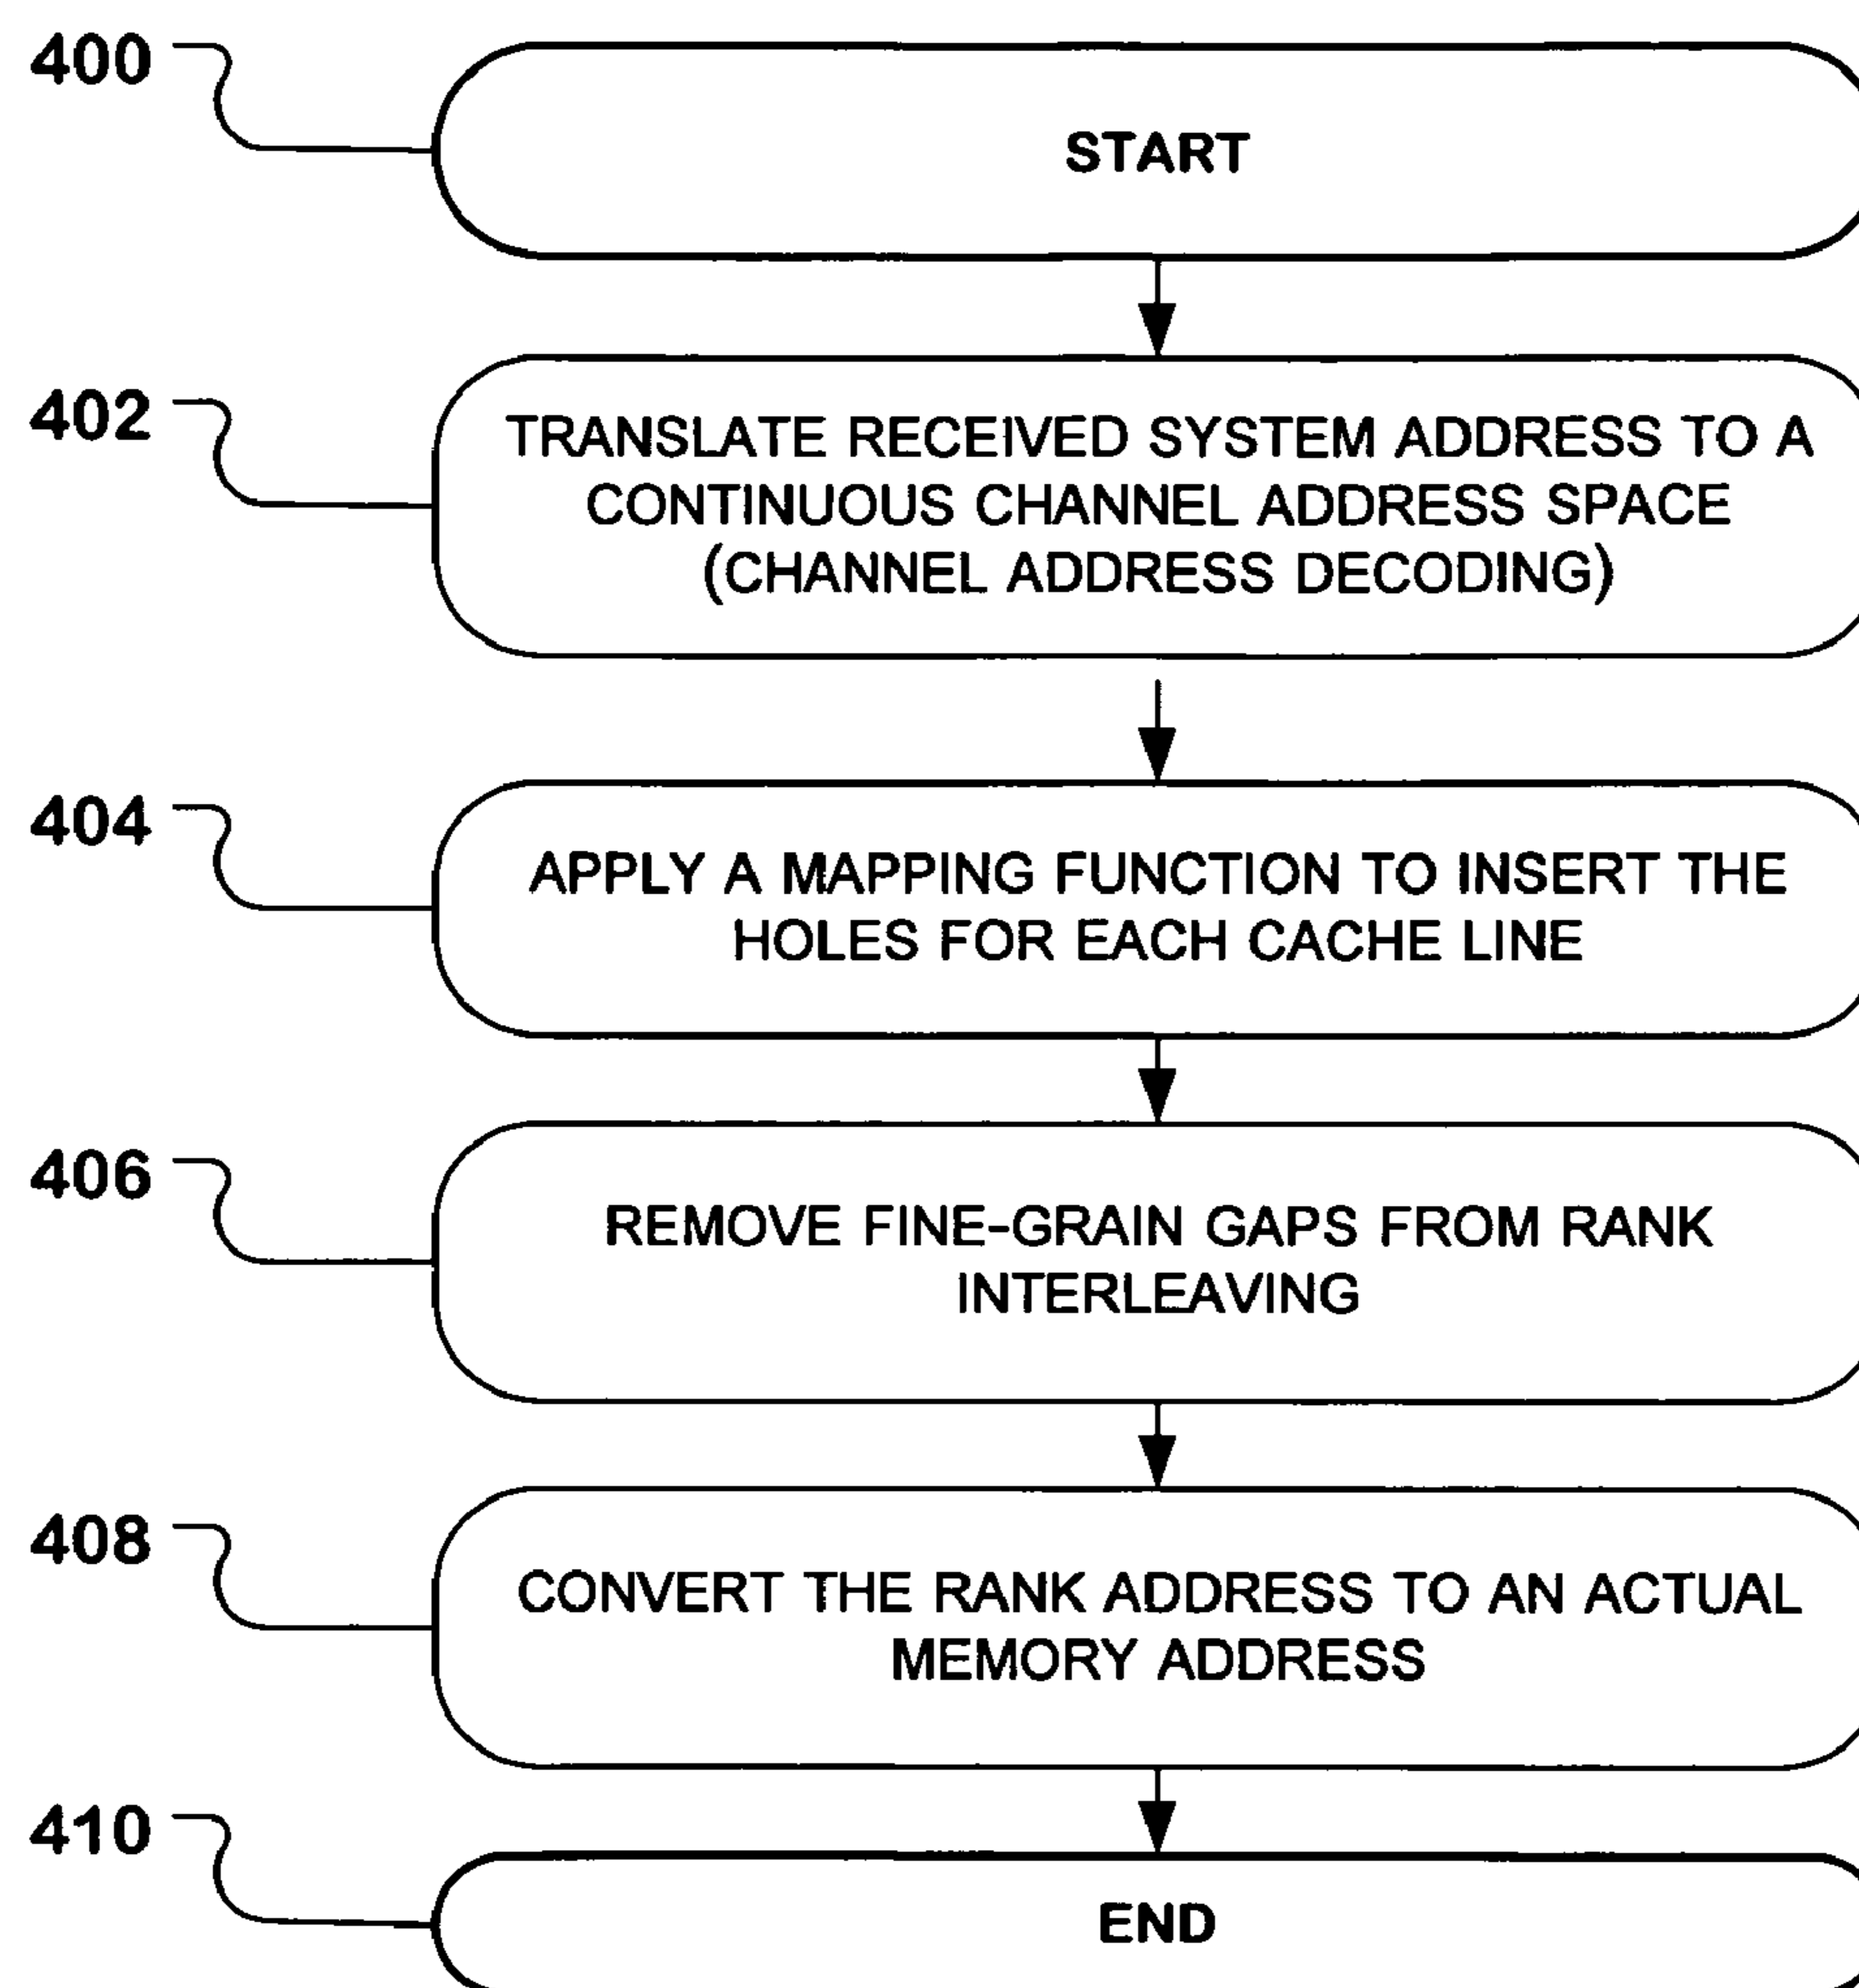 400
START
402
TRANSLATE RECEIVED SYSTEM ADDRESS TO A
CONTINUOUS CHANNEL ADDRESS SPACE
(CHANNEL ADDRESS DECODING)
404
APPLY A MAPPING FUNCTION TO INSERT THE
HOLES FOR EACH CACHE LINE
406
REMOVE FINE-GRAIN GAPS FROM RANK
INTERLEAVING
408
CONVERT THE RANK ADDRESS TO AN ACTUAL
MEMORY ADDRESS
410
END